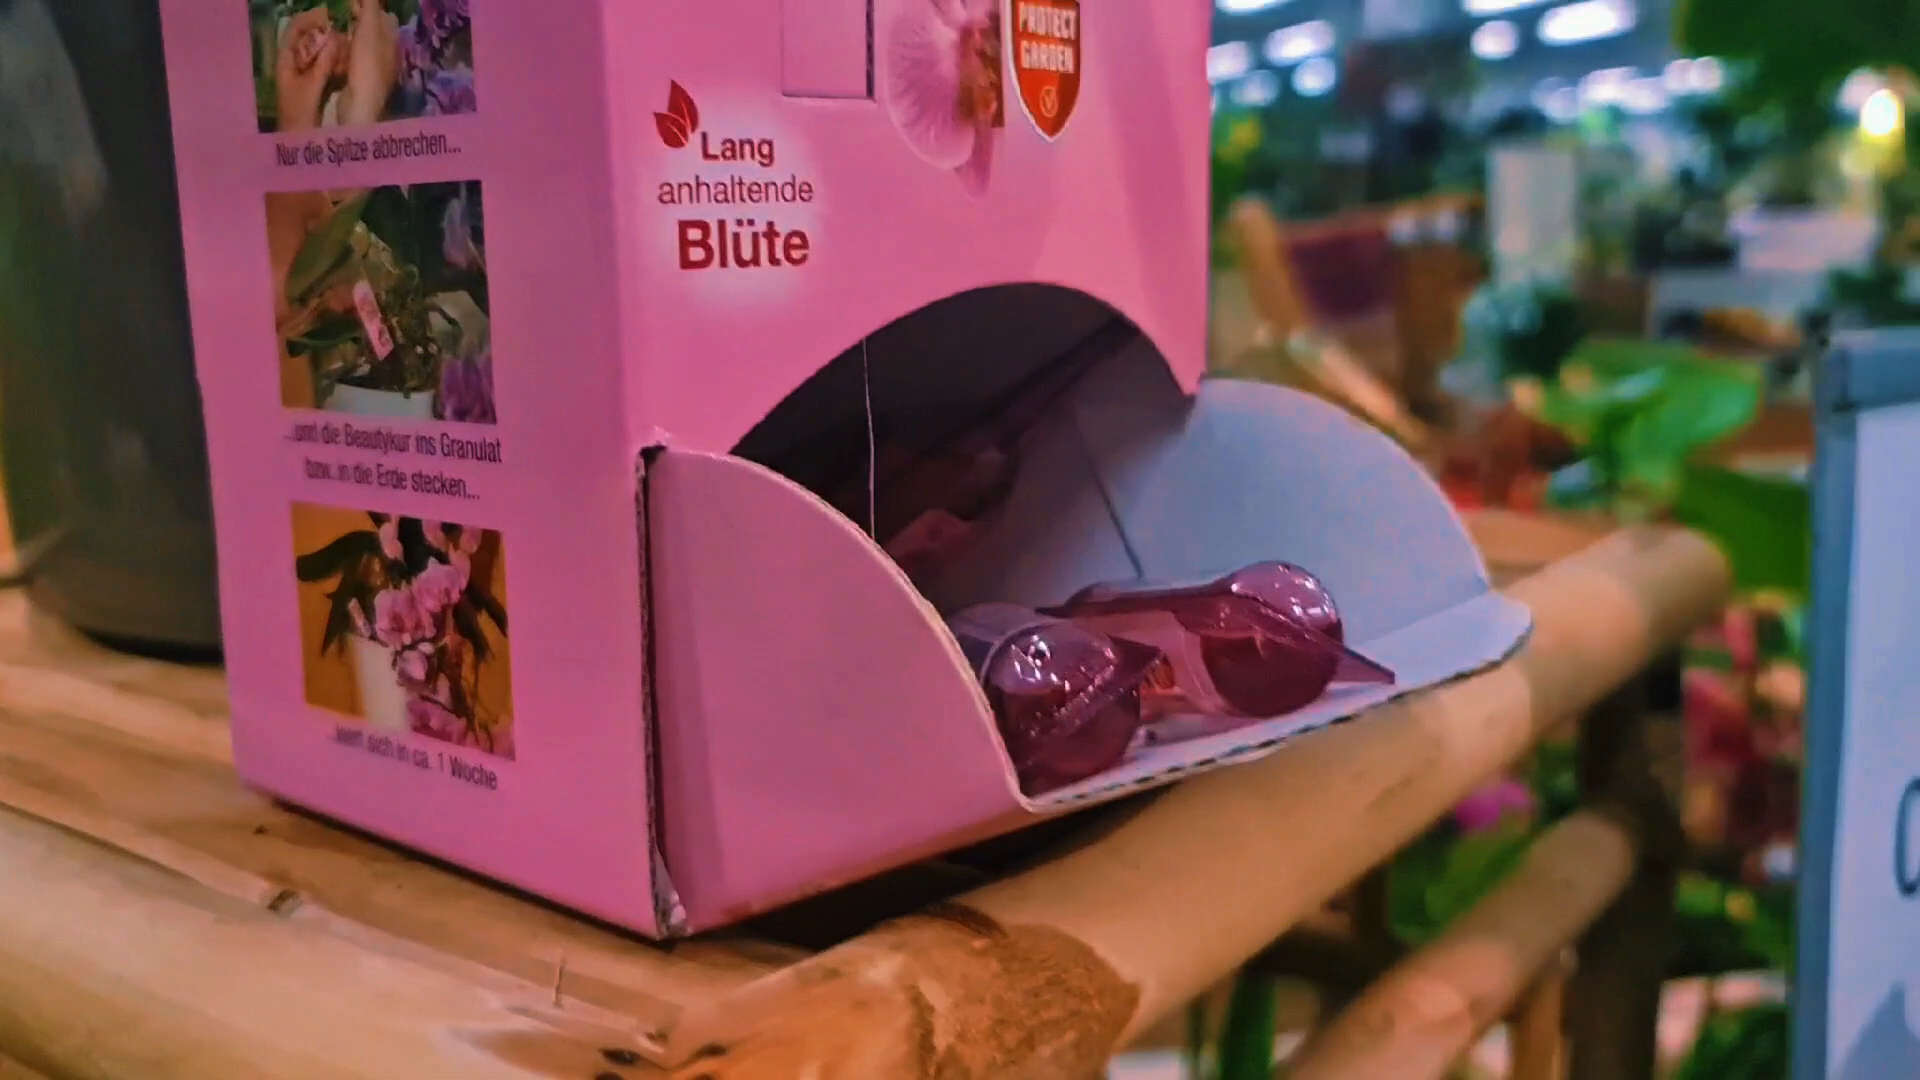 Nur die Spitze abbrechen...
...und die Beautykur ins Granulat
bzw. in die Erde stecken...
sich in ca. 1 Woche
Lang
anhaltende
Blüte
PROTECT
GARDEN